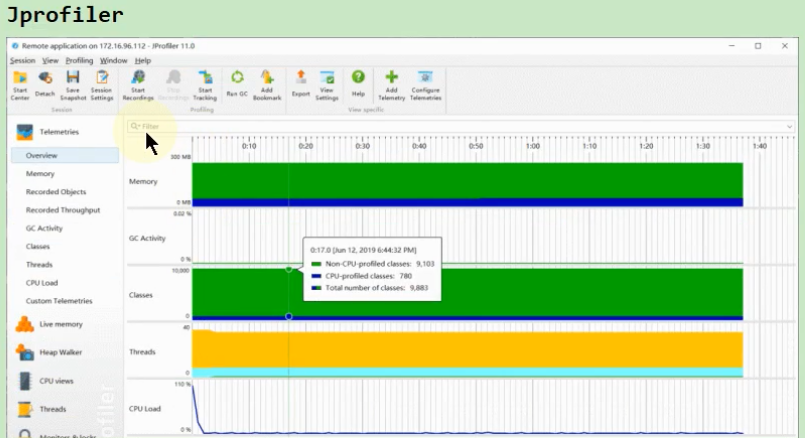 Jprofiler
Remote application on 172.16.96.112 - JProfiler 11.0
Session View Profiling Window Help
Start Center
Detach
Save Snapshot
Session Settings
Start Recordings
Stop Recordings
Start Tracking
Run GC
Add Bookmark
Export
View Settings
Help
Add Telemetry
Configure Telemetries
Session
Profiling
View specific
Telemetries
Overview
Memory
Recorded Objects
Recorded Throughput
GC Activity
Classes
Threads
CPU Load
Custom Telemetries
Live memory
Heap Walker
CPU views
Threads
Monitors & locks
Filter
0:10 0:20 0:30 0:40 0:50 1:00 1:10 1:20 1:30 1:40
300 MB
Memory
0 MB
0.02 %
GC Activity
0 %
10,000
Classes
0
40
Threads
0
110 %
CPU Load
0 %
0:17.0 [Jun 12, 2019 6:44:32 PM]
Non-CPU-profiled classes: 9,103
CPU-profiled classes: 780
Total number of classes: 9,883
ofiler